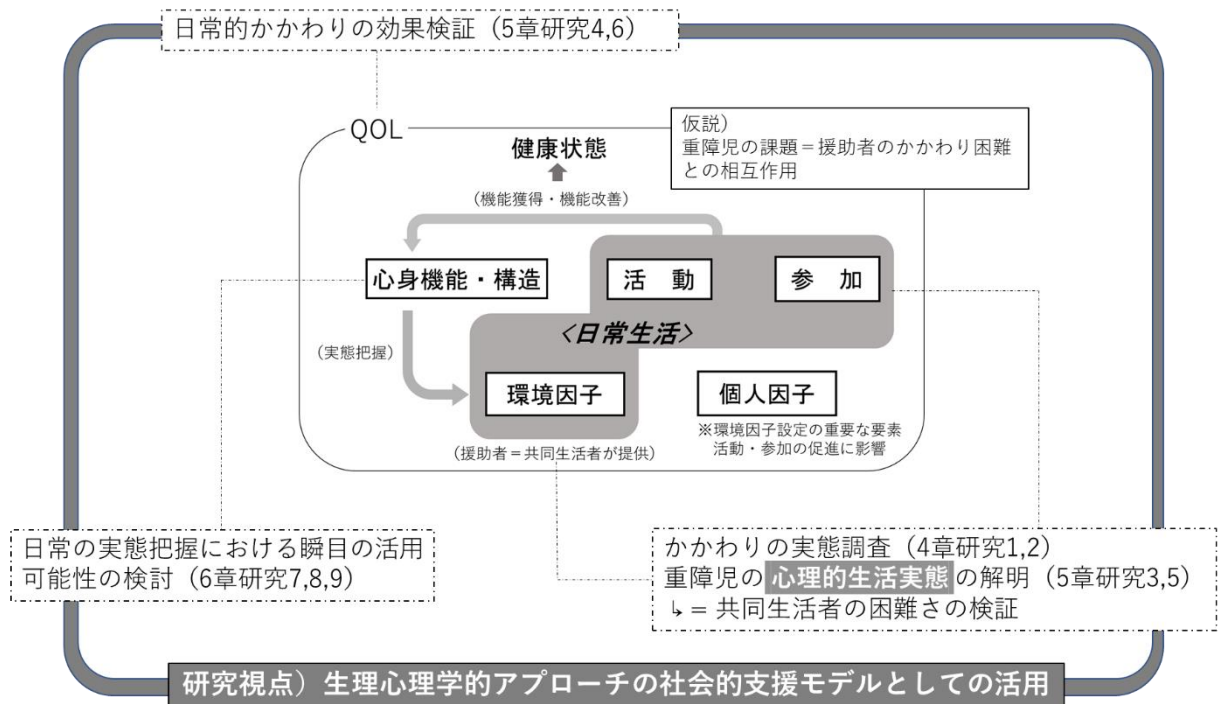 日常的かかわりの効果検証（5章研究4,6）
QOL
仮説）
重障児の課題＝援助者のかかわり困難
との相互作用
健康状態
（機能獲得・機能改善）
心身機能・構造
活　動
参　加
<日常生活>
（実態把握）
環境因子
個人因子
※環境因子設定の重要な要素
活動・参加の促進に影響
（援助者＝共同生活者が提供）
日常の実態把握における瞬目の活用
可能性の検討（6章研究7,8,9）
かかわりの実態調査（4章研究1,2）
重障児の心理的生活実態の解明（5章研究3,5）
↳＝共同生活者の困難さの検証
研究視点）生理心理学的アプローチの社会的支援モデルとしての活用